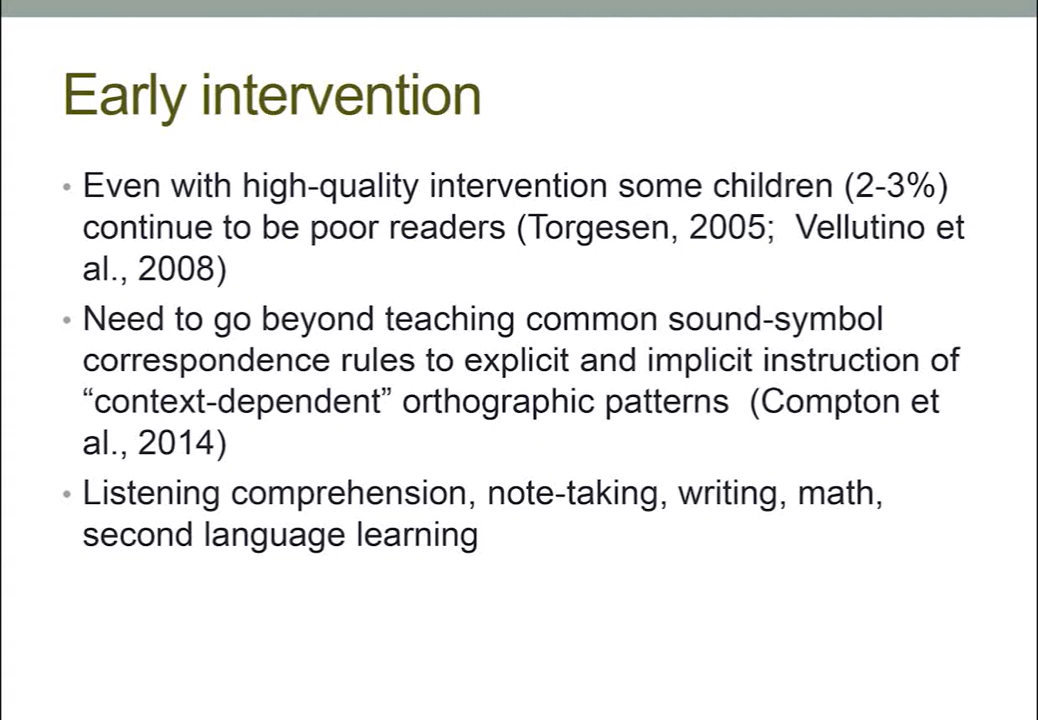 Early intervention
• Even with high-quality intervention some children (2-3%)
continue to be poor readers (Torgesen, 2005;  Vellutino et
al., 2008)
• Need to go beyond teaching common sound-symbol
correspondence rules to explicit and implicit instruction of
“context-dependent” orthographic patterns  (Compton et
al., 2014)
• Listening comprehension, note-taking, writing, math,
second language learning